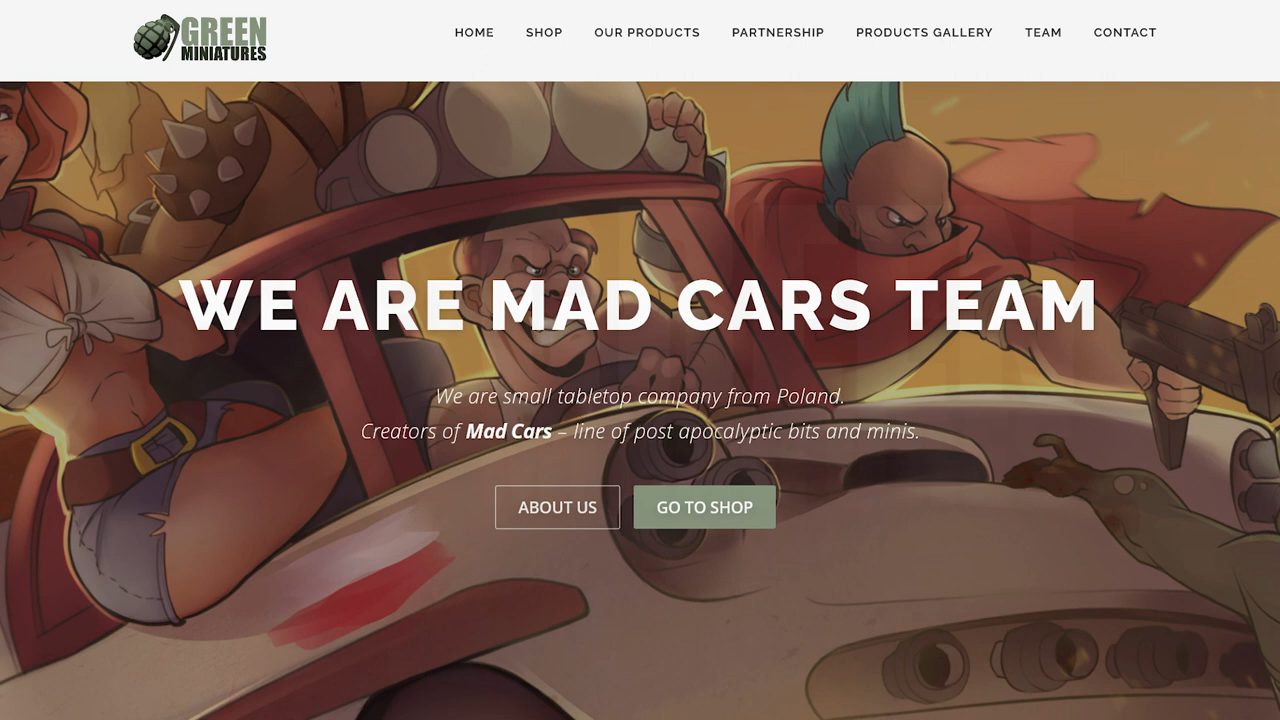 GREEN
MINIATURES
HOME SHOP OUR PRODUCTS PARTNERSHIP PRODUCTS GALLERY TEAM CONTACT
WE ARE MAD CARS TEAM
We are small tabletop company from Poland.
Creators of Mad Cars – line of post apocalyptic bits and minis.
ABOUT US GO TO SHOP